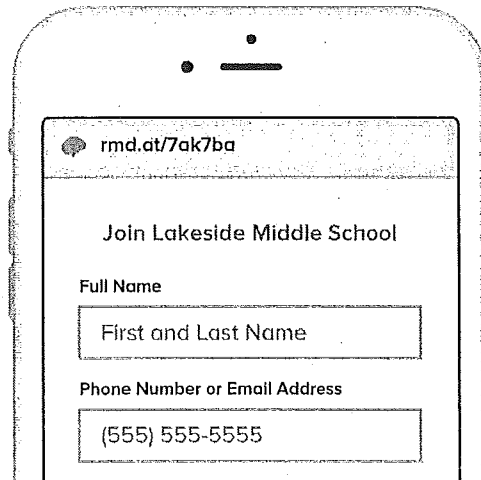 rmd.at/7ak7ba
Join Lakeside Middle School
Full Name
First and Last Name
Phone Number or Email Address
(555) 555-5555